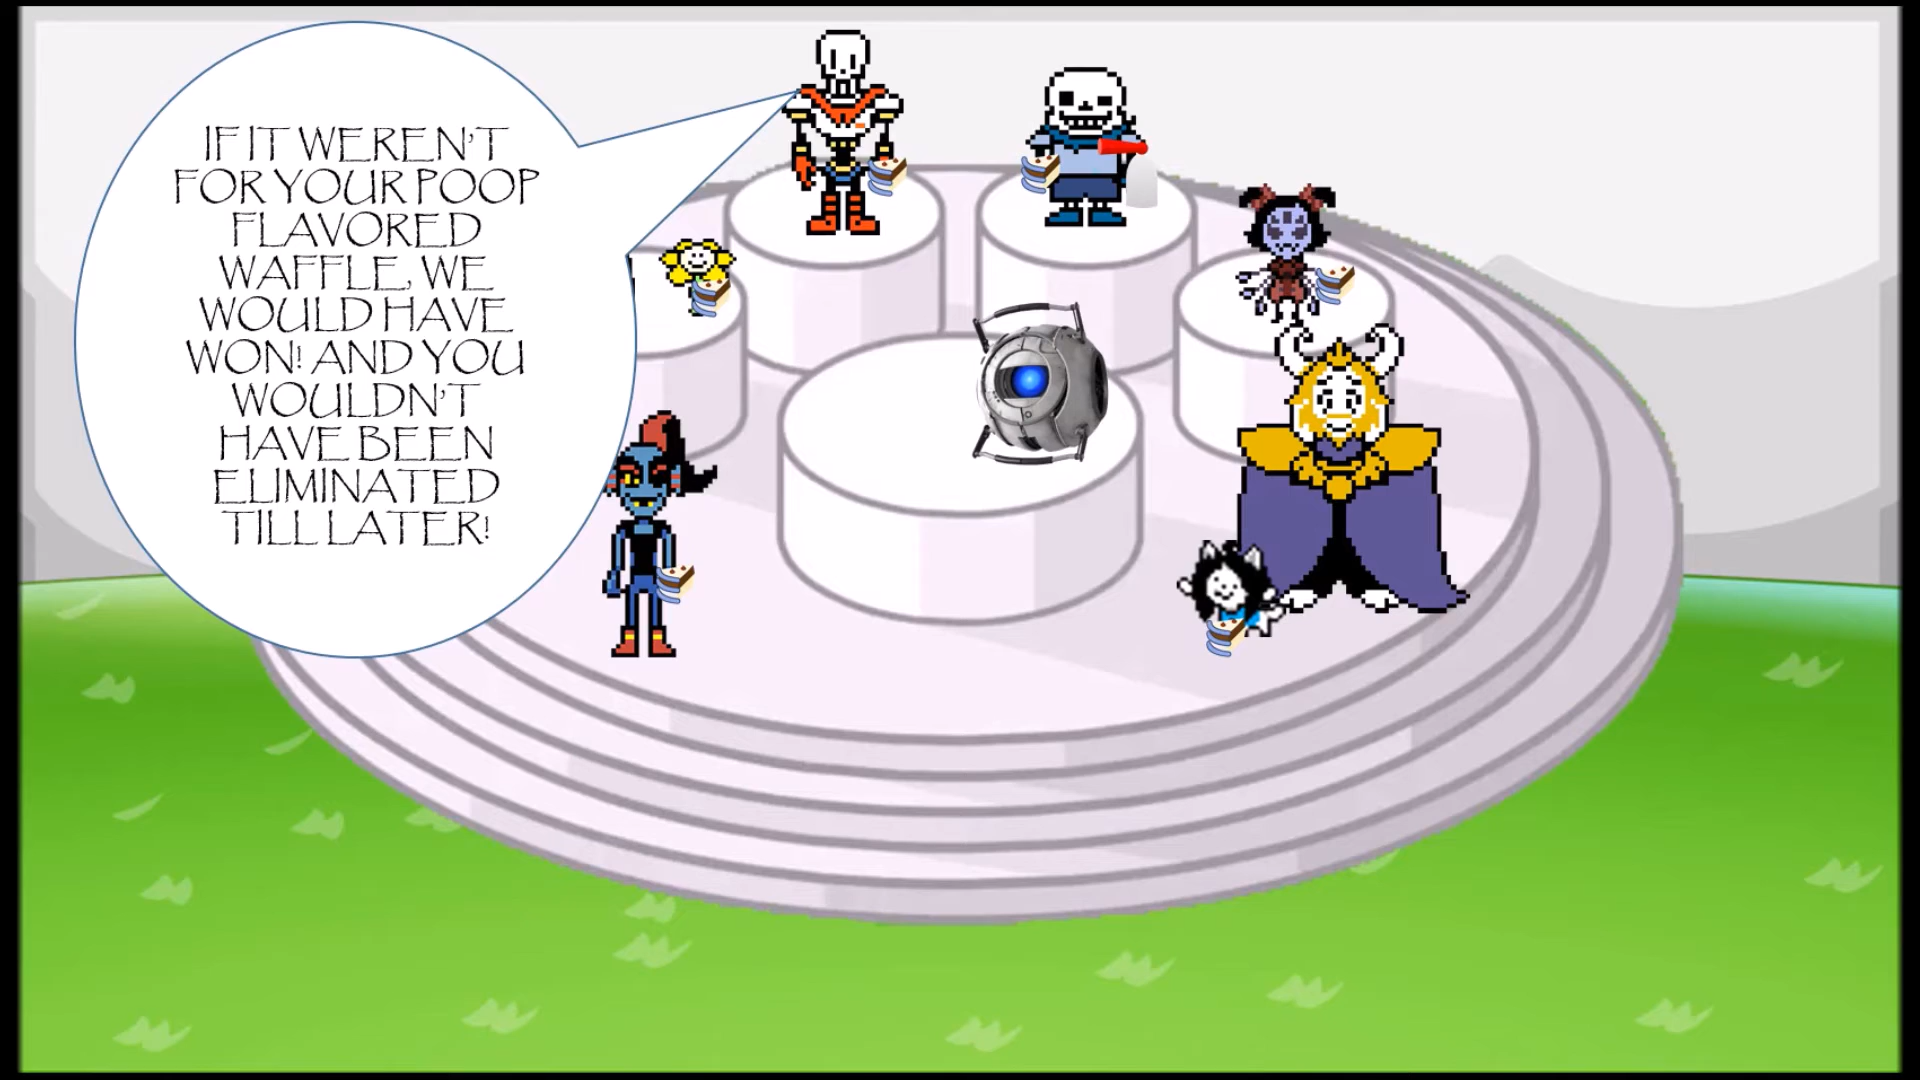 IF IT WEREN'T
FOR YOUR POOP
FLAVORED
WAFFLE, WE
WOULD HAVE
WON! AND YOU
WOULDN'T
HAVE BEEN
ELIMINATED
TILL LATER!